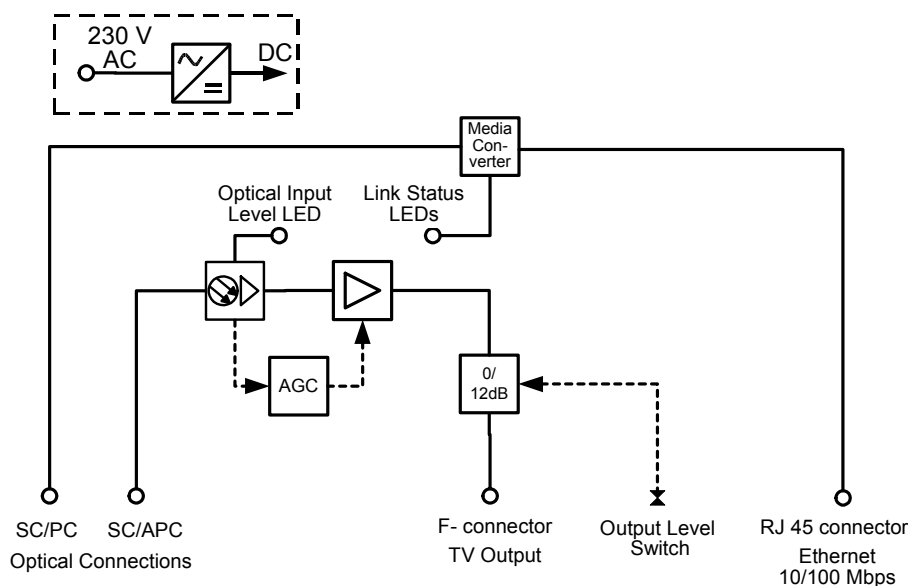 230 V
AC
DC
Media
Con-
verter
Optical Input
Level LED
Link Status
LEDs
AGC
0/
12dB
SC/PC
SC/APC
Optical Connections
F- connector
TV Output
Output Level
Switch
RJ 45 connector
Ethernet
10/100 Mbps